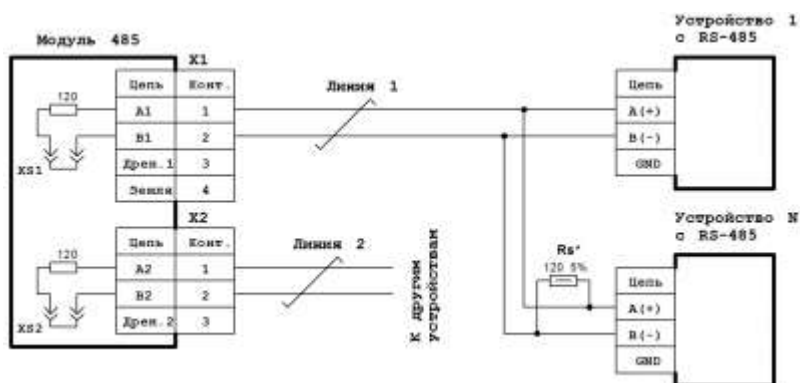 Модуль 485
X1
Цепь Конт.
120
A1 1
B1 2
XS1
Дрен.1 3
Земля 4
X2
Цепь Конт.
120
A2 1
B2 2
XS2
Дрен.2 3
Линия 1
Линия 2
К другим
устройствам
Устройство 1
с RS-485
Цепь
A(+)
B(-)
GND
Устройство N
с RS-485
Rs*
120 5%
Цепь
A(+)
B(-)
GND